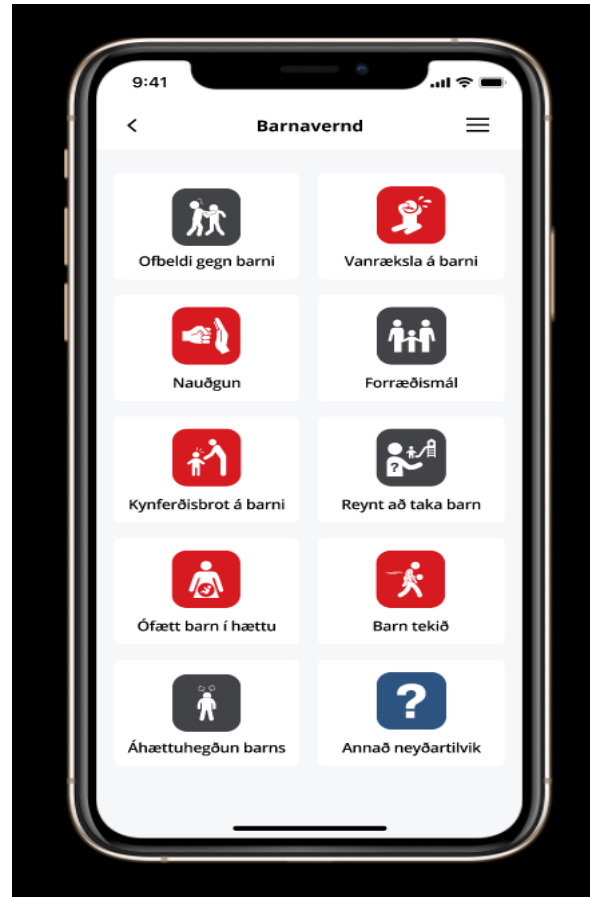 9:41
Barnavernd
Ofbeldi gegn barni
Vanræksla á barni
Nauðgun
Forræðismál
Kynferðisbrot á barni
Reynt að taka barn
?
Ófætt barn í hættu
Barn tekið
Áhættuhegðun barns
?
Annað neyðartilvik